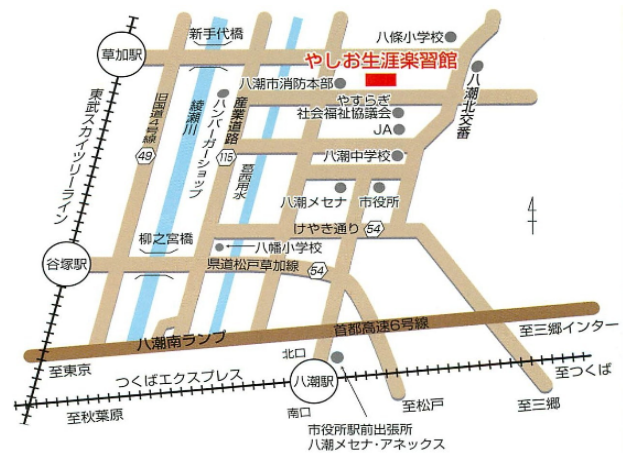 新手代橋
八條小学校
草加駅
やしお生涯楽習館
八潮市消防本部
やすらぎ
社会福祉協議会
JA
八潮北交番
東武スカイツリーライン
旧国道4号線
49
綾瀬川
ハンバーガーショップ
産業道路
115
葛西用水
八潮中学校
八潮メセナ
市役所
けやき通り
54
柳之宮橋
八幡小学校
谷塚駅
県道松戸草加線
54
八潮南ランプ
首都高速6号線
至三郷インター
至東京
北口
つくばエクスプレス
八潮駅
至つくば
至秋葉原
南口
至松戸
至三郷
市役所駅前出張所
八潮メセナ・アネックス